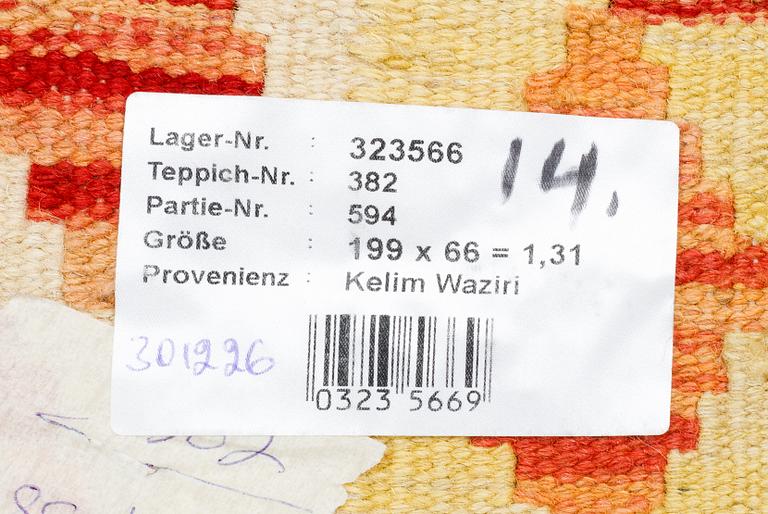 Lager-Nr. : 323566
Teppich-Nr. : 382
Partie-Nr. : 594
Größe : 199 x 66 = 1,31
Provenienz : Kelim Waziri
14.
301226
0323 5669